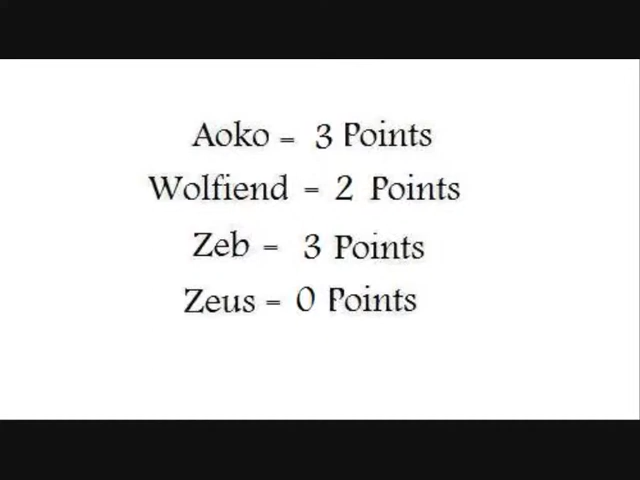 Aoko = 3 Points
Wolfiend = 2 Points
Zeb = 3 Points
Zeus = 0 Points